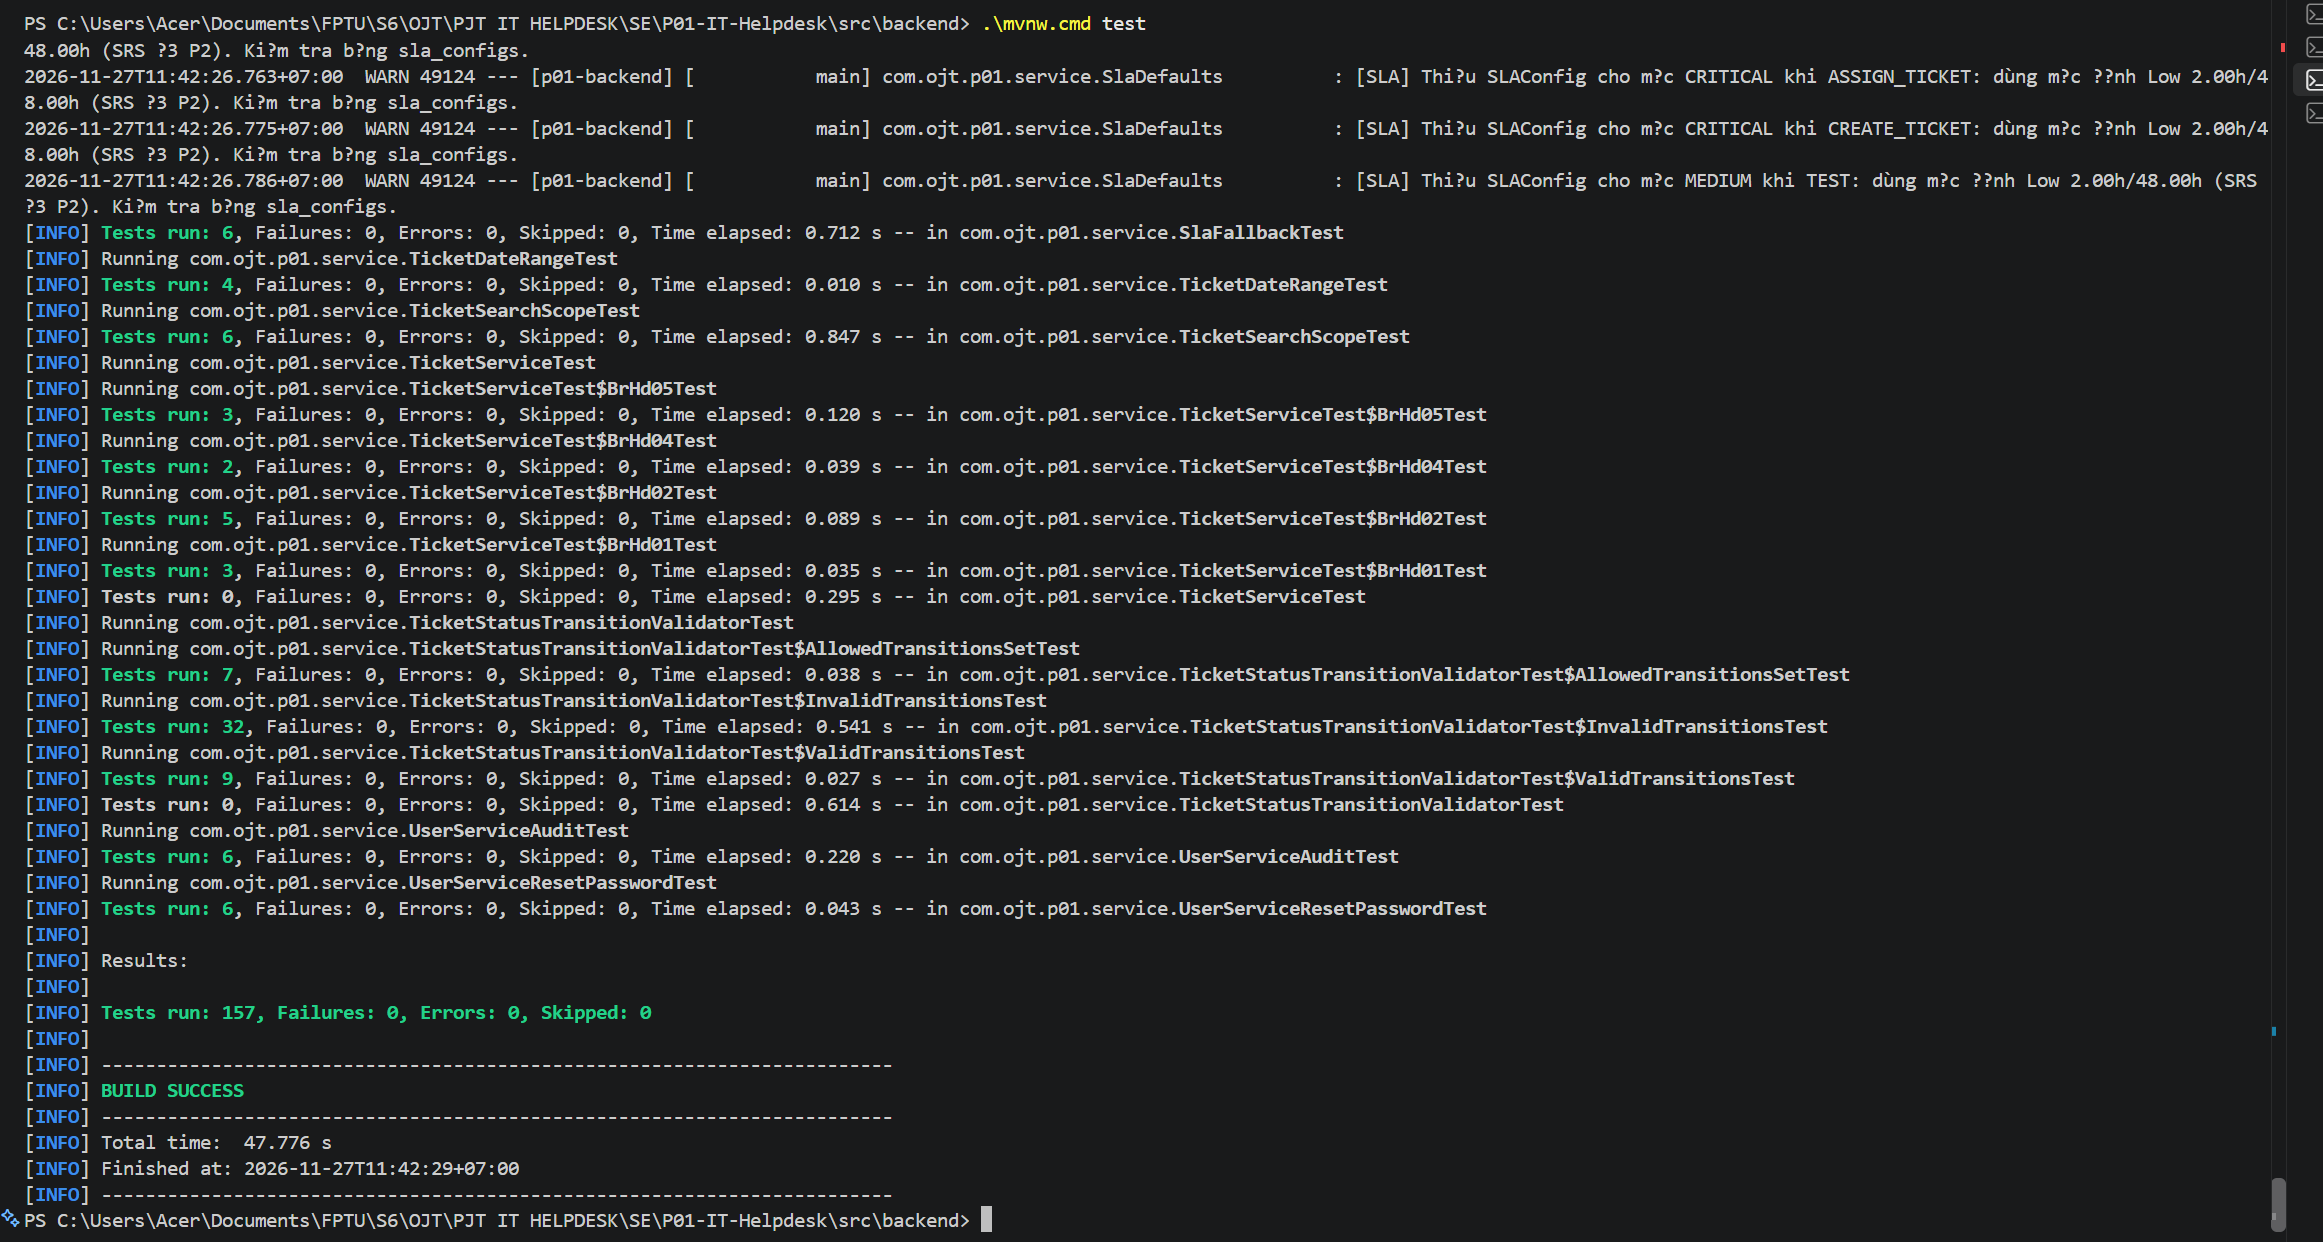 PS C:\Users\Acer\Documents\FPTU\S6\OJT\PJT IT HELPDESK\SE\P01-IT-Helpdesk\src\backend> .\mvnw.cmd test
48.00h (SRS ?3 P2). Ki?m tra b?ng sla_configs.
2026-11-27T11:42:26.763+07:00  WARN 49124 --- [p01-backend] [           main] com.ojt.p01.service.SlaDefaults          : [SLA] Thi?u SLAConfig cho m?c CRITICAL khi ASSIGN_TICKET: dùng m?c ??nh Low 2.00h/4
8.00h (SRS ?3 P2). Ki?m tra b?ng sla_configs.
2026-11-27T11:42:26.775+07:00  WARN 49124 --- [p01-backend] [           main] com.ojt.p01.service.SlaDefaults          : [SLA] Thi?u SLAConfig cho m?c CRITICAL khi CREATE_TICKET: dùng m?c ??nh Low 2.00h/4
8.00h (SRS ?3 P2). Ki?m tra b?ng sla_configs.
2026-11-27T11:42:26.786+07:00  WARN 49124 --- [p01-backend] [           main] com.ojt.p01.service.SlaDefaults          : [SLA] Thi?u SLAConfig cho m?c MEDIUM khi TEST: dùng m?c ??nh Low 2.00h/48.00h (SRS
?3 P2). Ki?m tra b?ng sla_configs.
[INFO] Tests run: 6, Failures: 0, Errors: 0, Skipped: 0, Time elapsed: 0.712 s -- in com.ojt.p01.service.SlaFallbackTest
[INFO] Running com.ojt.p01.service.TicketDateRangeTest
[INFO] Tests run: 4, Failures: 0, Errors: 0, Skipped: 0, Time elapsed: 0.010 s -- in com.ojt.p01.service.TicketDateRangeTest
[INFO] Running com.ojt.p01.service.TicketSearchScopeTest
[INFO] Tests run: 6, Failures: 0, Errors: 0, Skipped: 0, Time elapsed: 0.847 s -- in com.ojt.p01.service.TicketSearchScopeTest
[INFO] Running com.ojt.p01.service.TicketServiceTest
[INFO] Running com.ojt.p01.service.TicketServiceTest$BrHd05Test
[INFO] Tests run: 3, Failures: 0, Errors: 0, Skipped: 0, Time elapsed: 0.120 s -- in com.ojt.p01.service.TicketServiceTest$BrHd05Test
[INFO] Running com.ojt.p01.service.TicketServiceTest$BrHd04Test
[INFO] Tests run: 2, Failures: 0, Errors: 0, Skipped: 0, Time elapsed: 0.039 s -- in com.ojt.p01.service.TicketServiceTest$BrHd04Test
[INFO] Running com.ojt.p01.service.TicketServiceTest$BrHd02Test
[INFO] Tests run: 5, Failures: 0, Errors: 0, Skipped: 0, Time elapsed: 0.089 s -- in com.ojt.p01.service.TicketServiceTest$BrHd02Test
[INFO] Running com.ojt.p01.service.TicketServiceTest$BrHd01Test
[INFO] Tests run: 3, Failures: 0, Errors: 0, Skipped: 0, Time elapsed: 0.035 s -- in com.ojt.p01.service.TicketServiceTest$BrHd01Test
[INFO] Tests run: 0, Failures: 0, Errors: 0, Skipped: 0, Time elapsed: 0.295 s -- in com.ojt.p01.service.TicketServiceTest
[INFO] Running com.ojt.p01.service.TicketStatusTransitionValidatorTest
[INFO] Running com.ojt.p01.service.TicketStatusTransitionValidatorTest$AllowedTransitionsSetTest
[INFO] Tests run: 7, Failures: 0, Errors: 0, Skipped: 0, Time elapsed: 0.038 s -- in com.ojt.p01.service.TicketStatusTransitionValidatorTest$AllowedTransitionsSetTest
[INFO] Running com.ojt.p01.service.TicketStatusTransitionValidatorTest$InvalidTransitionsTest
[INFO] Tests run: 32, Failures: 0, Errors: 0, Skipped: 0, Time elapsed: 0.541 s -- in com.ojt.p01.service.TicketStatusTransitionValidatorTest$InvalidTransitionsTest
[INFO] Running com.ojt.p01.service.TicketStatusTransitionValidatorTest$ValidTransitionsTest
[INFO] Tests run: 9, Failures: 0, Errors: 0, Skipped: 0, Time elapsed: 0.027 s -- in com.ojt.p01.service.TicketStatusTransitionValidatorTest$ValidTransitionsTest
[INFO] Tests run: 0, Failures: 0, Errors: 0, Skipped: 0, Time elapsed: 0.614 s -- in com.ojt.p01.service.TicketStatusTransitionValidatorTest
[INFO] Running com.ojt.p01.service.UserServiceAuditTest
[INFO] Tests run: 6, Failures: 0, Errors: 0, Skipped: 0, Time elapsed: 0.220 s -- in com.ojt.p01.service.UserServiceAuditTest
[INFO] Running com.ojt.p01.service.UserServiceResetPasswordTest
[INFO] Tests run: 6, Failures: 0, Errors: 0, Skipped: 0, Time elapsed: 0.043 s -- in com.ojt.p01.service.UserServiceResetPasswordTest
[INFO]
[INFO] Results:
[INFO]
[INFO] Tests run: 157, Failures: 0, Errors: 0, Skipped: 0
[INFO]
[INFO] ------------------------------------------------------------------------
[INFO] BUILD SUCCESS
[INFO] ------------------------------------------------------------------------
[INFO] Total time:  47.776 s
[INFO] Finished at: 2026-11-27T11:42:29+07:00
[INFO] ------------------------------------------------------------------------
PS C:\Users\Acer\Documents\FPTU\S6\OJT\PJT IT HELPDESK\SE\P01-IT-Helpdesk\src\backend>